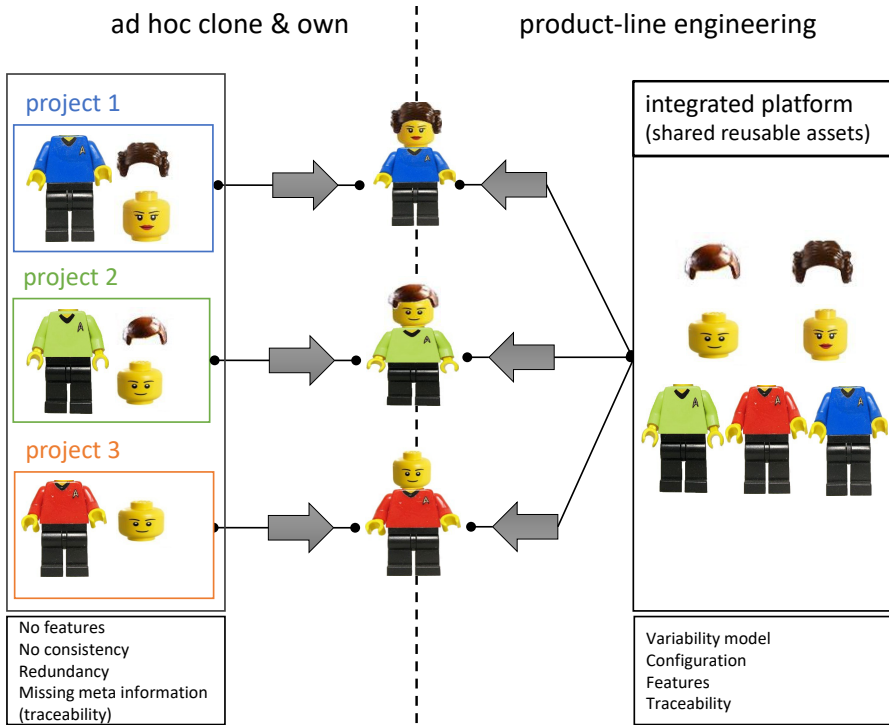 ad hoc clone & own
product-line engineering
project 1
project 2
project 3
integrated platform
(shared reusable assets)
No features
No consistency
Redundancy
Missing meta information
(traceability)
Variability model
Configuration
Features
Traceability